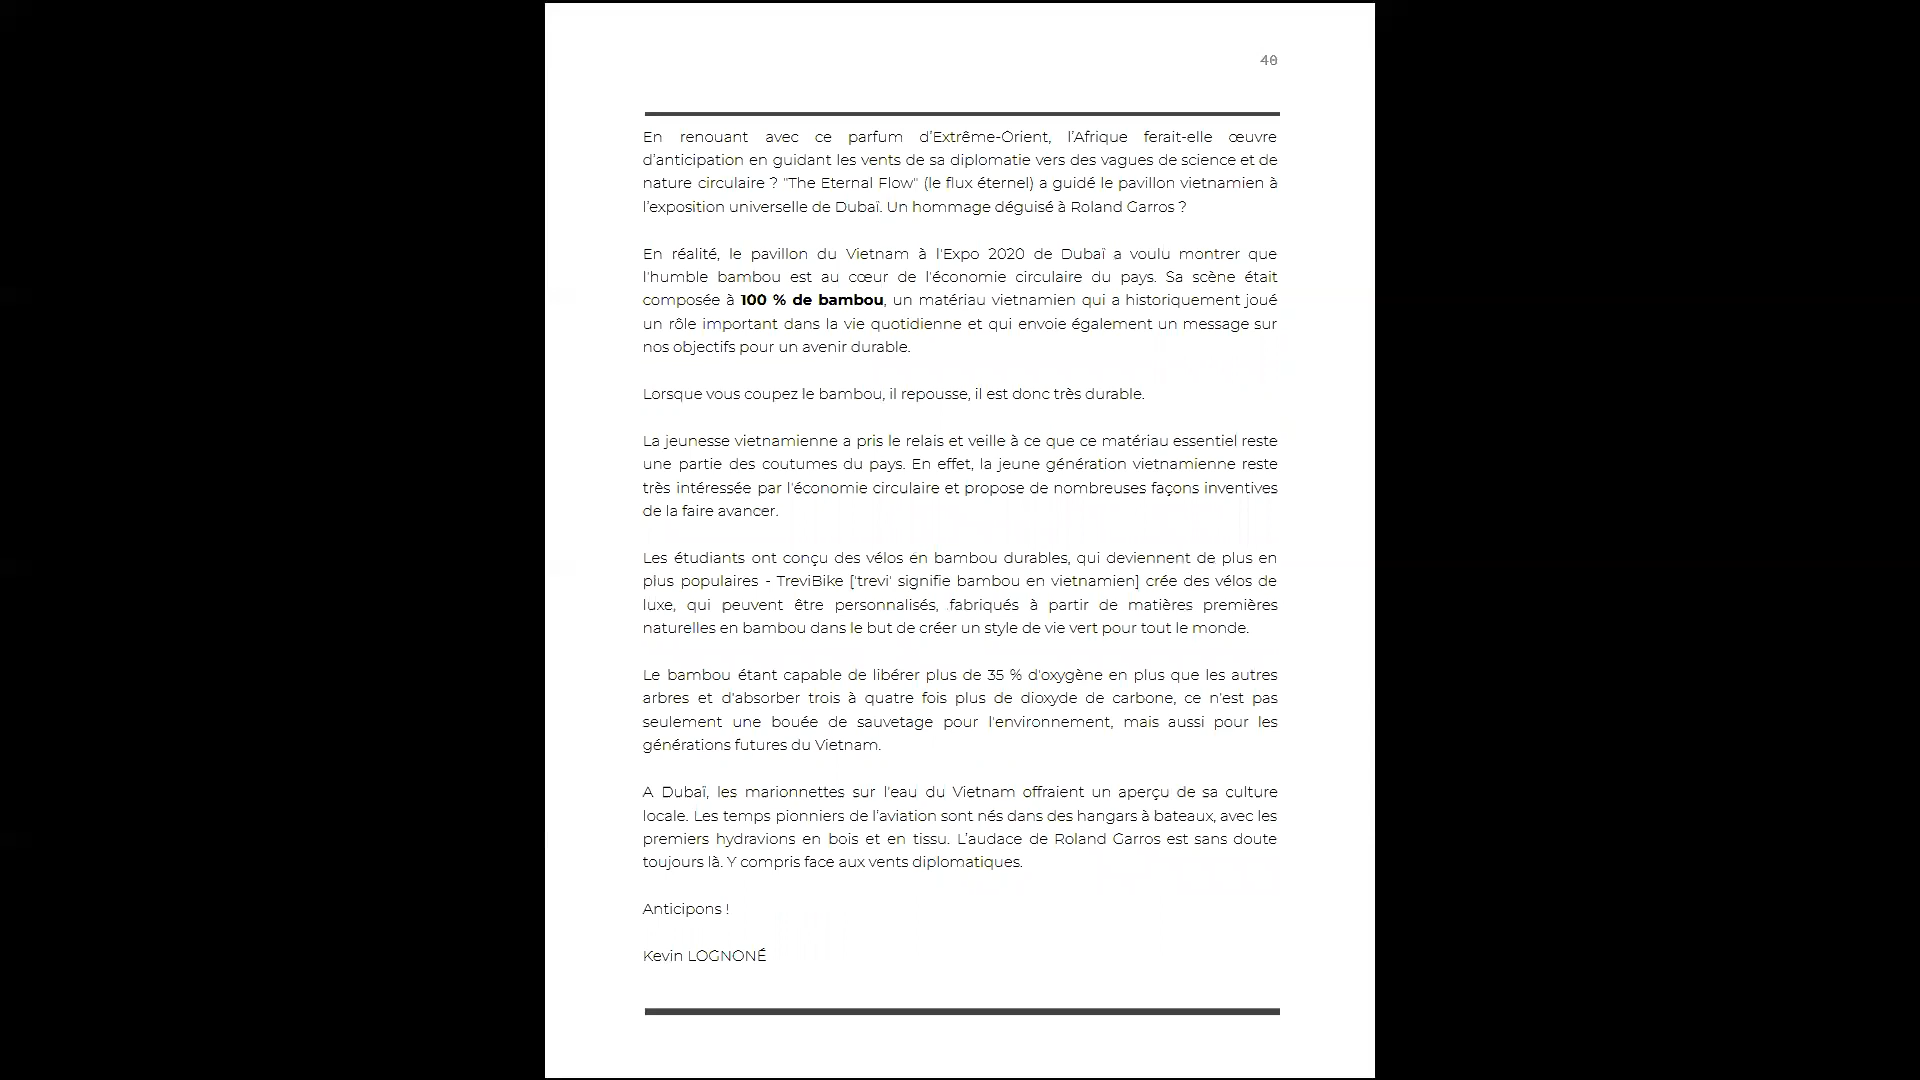 40
En renouant avec ce parfum d’Extrême-Orient, l’Afrique ferait-elle œuvre
d’anticipation en guidant les vents de sa diplomatie vers des vagues de science et de
nature circulaire ? "The Eternal Flow" (le flux éternel) a guidé le pavillon vietnamien à
l’exposition universelle de Dubaï. Un hommage déguisé à Roland Garros ?
En réalité, le pavillon du Vietnam à l'Expo 2020 de Dubaï a voulu montrer que
l'humble bambou est au cœur de l'économie circulaire du pays. Sa scène était
composée à 100 % de bambou, un matériau vietnamien qui a historiquement joué
un rôle important dans la vie quotidienne et qui envoie également un message sur
nos objectifs pour un avenir durable.
Lorsque vous coupez le bambou, il repousse, il est donc très durable.
La jeunesse vietnamienne a pris le relais et veille à ce que ce matériau essentiel reste
une partie des coutumes du pays. En effet, la jeune génération vietnamienne reste
très intéressée par l'économie circulaire et propose de nombreuses façons inventives
de la faire avancer.
Les étudiants ont conçu des vélos en bambou durables, qui deviennent de plus en
plus populaires - TreviBike ['trevi' signifie bambou en vietnamien] crée des vélos de
luxe, qui peuvent être personnalisés, fabriqués à partir de matières premières
naturelles en bambou dans le but de créer un style de vie vert pour tout le monde.
Le bambou étant capable de libérer plus de 35 % d'oxygène en plus que les autres
arbres et d'absorber trois à quatre fois plus de dioxyde de carbone, ce n'est pas
seulement une bouée de sauvetage pour l'environnement, mais aussi pour les
générations futures du Vietnam.
A Dubaï, les marionnettes sur l'eau du Vietnam offraient un aperçu de sa culture
locale. Les temps pionniers de l’aviation sont nés dans des hangars à bateaux, avec les
premiers hydravions en bois et en tissu. L’audace de Roland Garros est sans doute
toujours là. Y compris face aux vents diplomatiques.
Anticipons !
Kevin LOGNONÉ